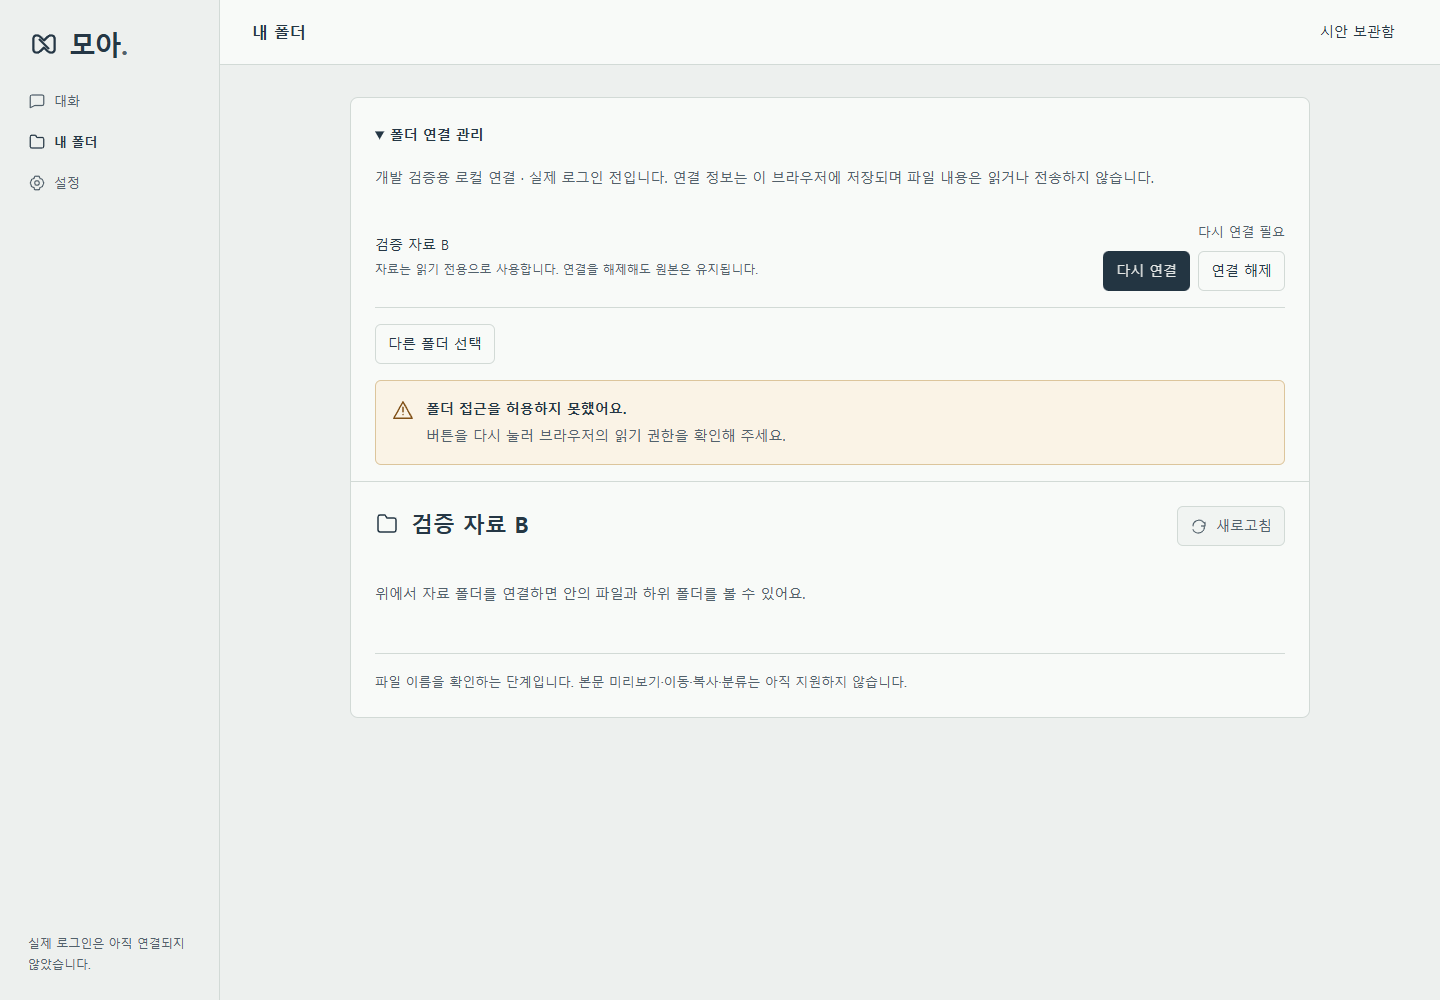 모아.
대화
내 폴더
설정
실제 로그인은 아직 연결되지
않았습니다.
내 폴더
시안 보관함
▼ 폴더 연결 관리
개발 검증용 로컬 연결 · 실제 로그인 전입니다. 연결 정보는 이 브라우저에 저장되며 파일 내용은 읽거나 전송하지 않습니다.
검증 자료 B
자료는 읽기 전용으로 사용합니다. 연결을 해제해도 원본은 유지됩니다.
다시 연결 필요
다시 연결
연결 해제
다른 폴더 선택
폴더 접근을 허용하지 못했어요.
버튼을 다시 눌러 브라우저의 읽기 권한을 확인해 주세요.
검증 자료 B
새로고침
위에서 자료 폴더를 연결하면 안의 파일과 하위 폴더를 볼 수 있어요.
파일 이름을 확인하는 단계입니다. 본문 미리보기·이동·복사·분류는 아직 지원하지 않습니다.